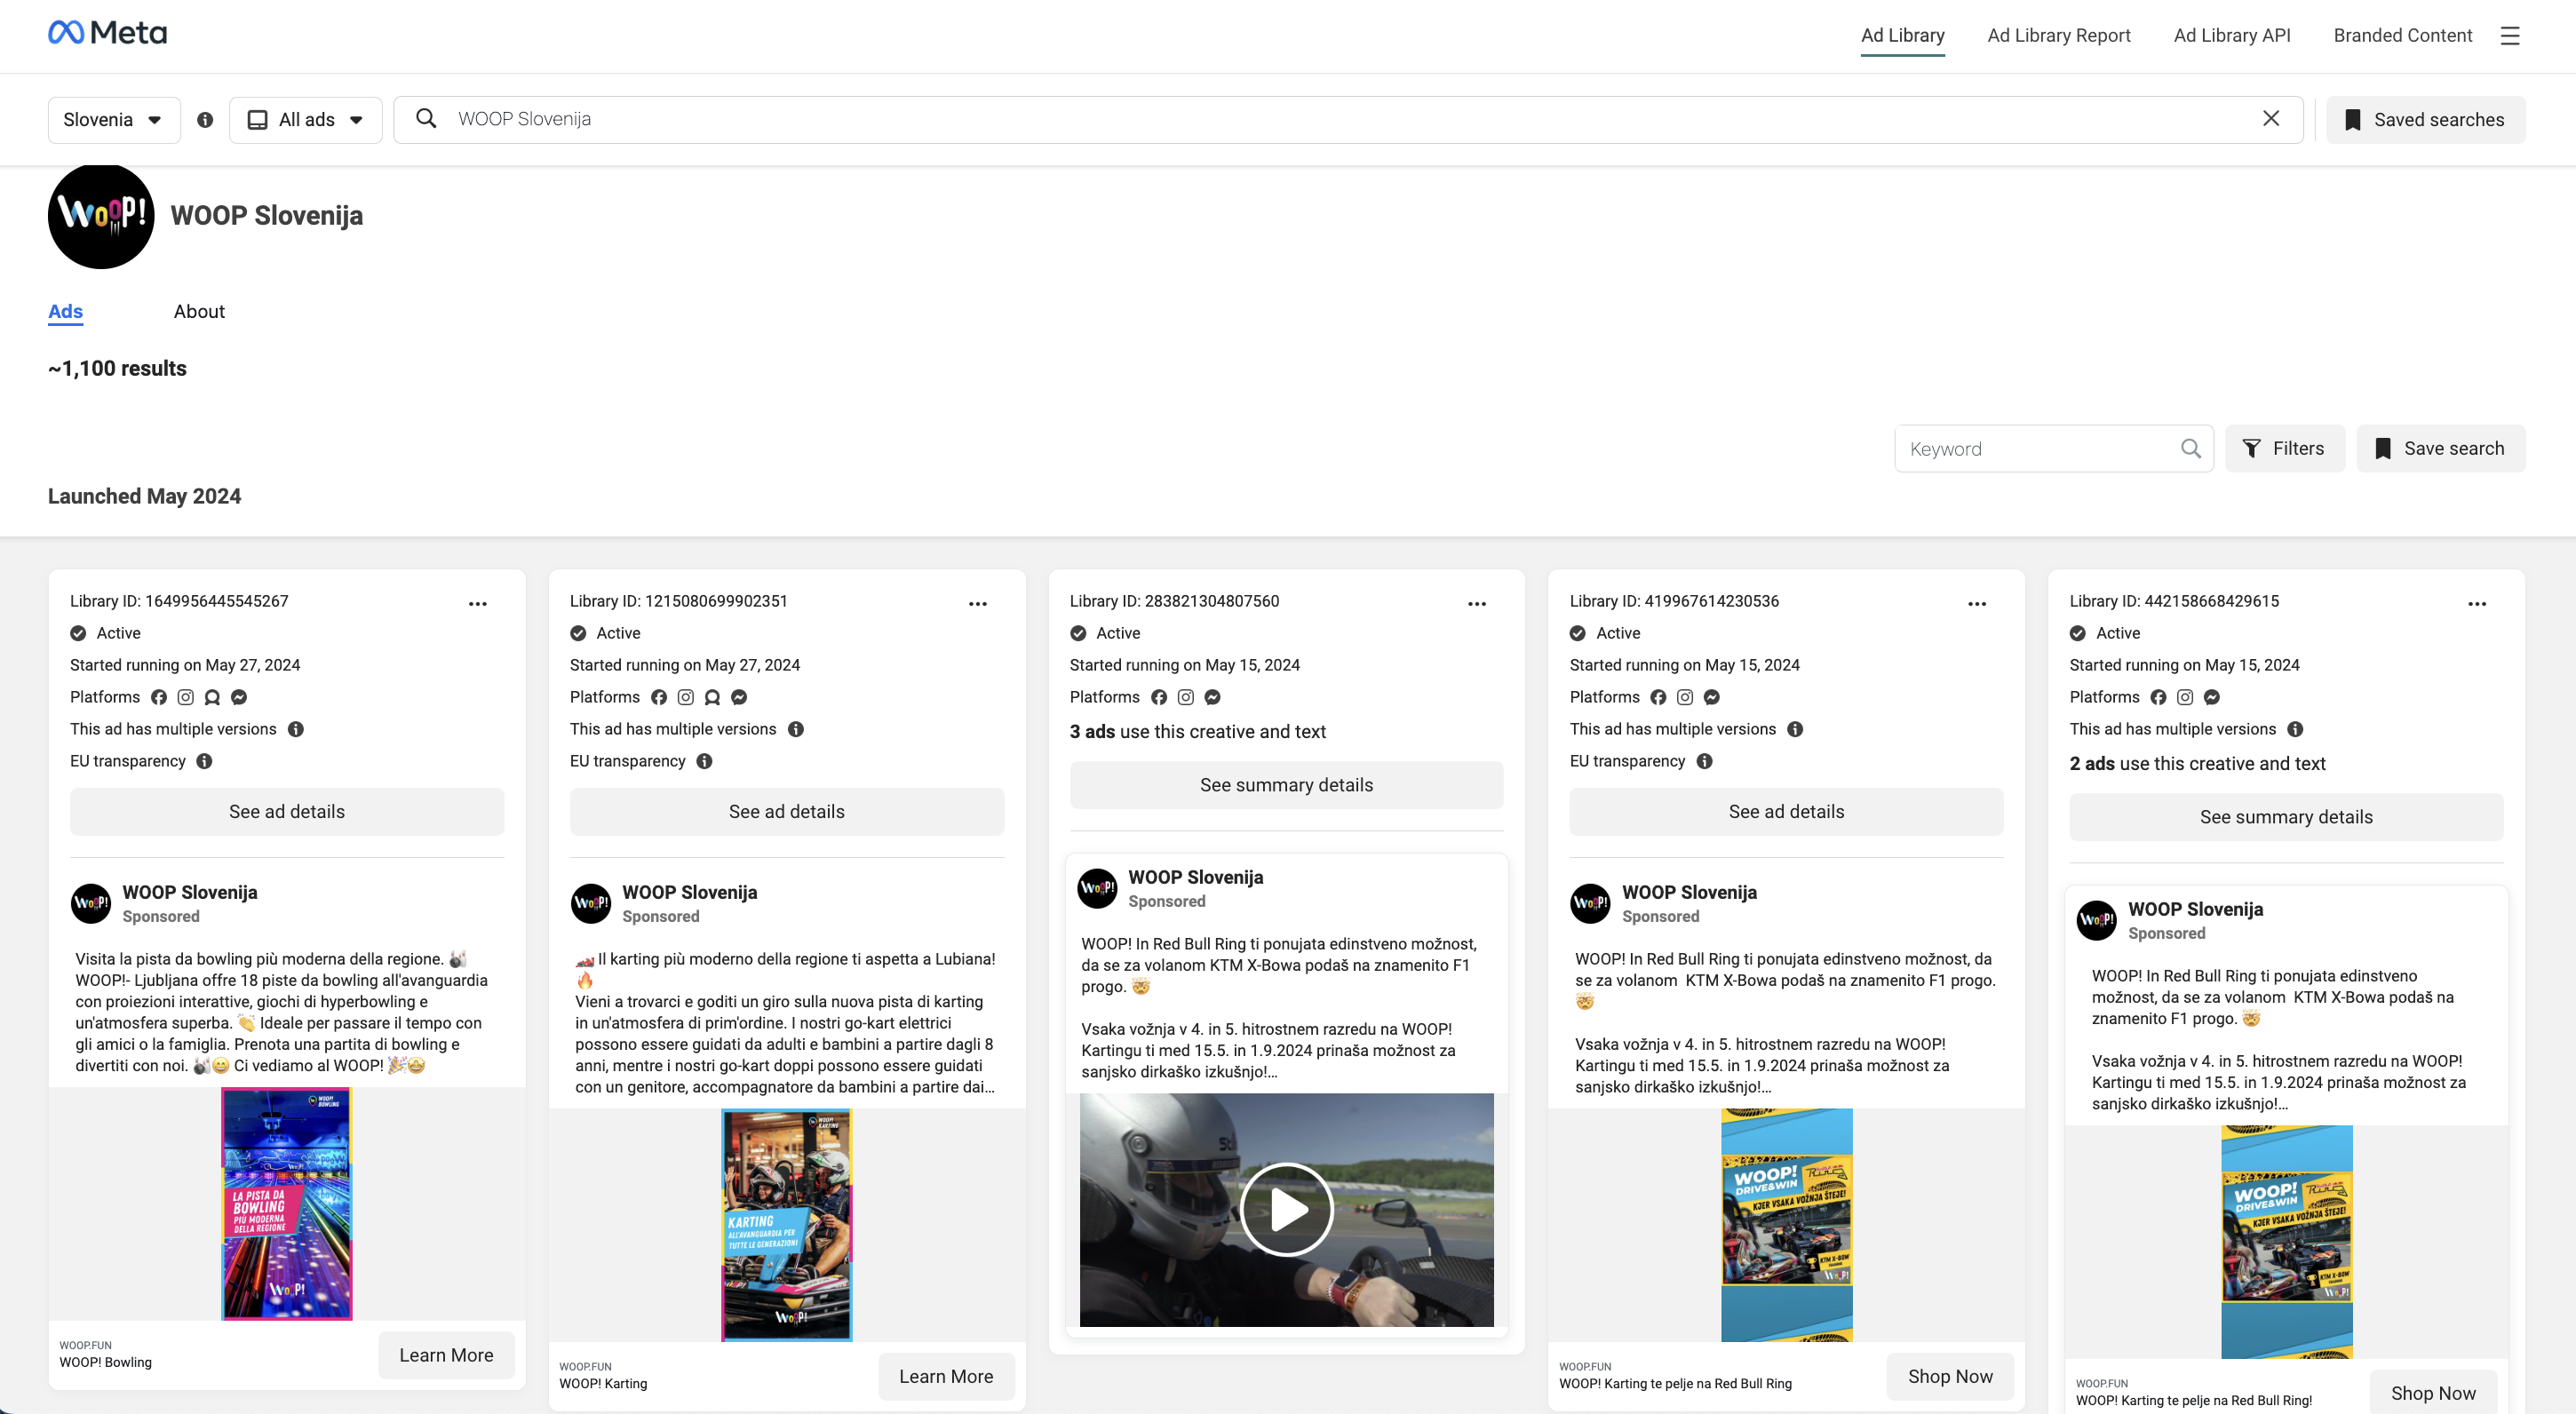 Meta
Ad Library
Ad Library Report
Ad Library API
Branded Content
Slovenia
All ads
WOOP Slovenija
Saved searches
WOOP!
WOOP Slovenija
Ads
About
~1,100 results
Keyword
Filters
Save search
Launched May 2024
Library ID: 1649956445545267
Active
Started running on May 27, 2024
Platforms
This ad has multiple versions
EU transparency
See ad details
WOOP!
WOOP Slovenija
Sponsored
Visita la pista da bowling più moderna della regione. 🎳
WOOP!- Ljubljana offre 18 piste da bowling all'avanguardia
con proiezioni interattive, giochi di hyperbowling e
un'atmosfera superba. 👏 Ideale per passare il tempo con
gli amici o la famiglia. Prenota una partita di bowling e
divertiti con noi. 🎳😄 Ci vediamo al WOOP! 🎉🤩
WOOP!
BOWLING
LA PISTA DA
BOWLING
PIÙ MODERNA
DELLA REGIONE
WOOP!
WOOP.FUN
WOOP! Bowling
Learn More
Library ID: 1215080699902351
Active
Started running on May 27, 2024
Platforms
This ad has multiple versions
EU transparency
See ad details
WOOP!
WOOP Slovenija
Sponsored
🏎️ Il karting più moderno della regione ti aspetta a Lubiana!
🔥
Vieni a trovarci e goditi un giro sulla nuova pista di karting
in un'atmosfera di prim'ordine. I nostri go-kart elettrici
possono essere guidati da adulti e bambini a partire dagli 8
anni, mentre i nostri go-kart doppi possono essere guidati
con un genitore, accompagnatore da bambini a partire dai...
WOOP!
KARTING
KARTING
ALL'AVANGUARDIA PER
TUTTE LE GENERAZIONI
WOOP!
WOOP.FUN
WOOP! Karting
Learn More
Library ID: 283821304807560
Active
Started running on May 15, 2024
Platforms
3 ads use this creative and text
See summary details
WOOP!
WOOP Slovenija
Sponsored
WOOP! In Red Bull Ring ti ponujata edinstveno možnost,
da se za volanom KTM X-Bowa podaš na znamenito F1
progo. 🤯
Vsaka vožnja v 4. in 5. hitrostnem razredu na WOOP!
Kartingu ti med 15.5. in 1.9.2024 prinaša možnost za
sanjsko dirkaško izkušnjo!...
Library ID: 419967614230536
Active
Started running on May 15, 2024
Platforms
This ad has multiple versions
EU transparency
See ad details
WOOP!
WOOP Slovenija
Sponsored
WOOP! In Red Bull Ring ti ponujata edinstveno možnost, da
se za volanom  KTM X-Bowa podaš na znamenito F1 progo.
🤯
Vsaka vožnja v 4. in 5. hitrostnem razredu na WOOP!
Kartingu ti med 15.5. in 1.9.2024 prinaša možnost za
sanjsko dirkaško izkušnjo!...
WOOP!
DRIVE&WIN
KJER VSAKA VOŽNJA ŠTEJE!
KTM X-BOW
WOOP!
WOOP.FUN
WOOP! Karting te pelje na Red Bull Ring
Shop Now
Library ID: 442158668429615
Active
Started running on May 15, 2024
Platforms
This ad has multiple versions
2 ads use this creative and text
See summary details
WOOP!
WOOP Slovenija
Sponsored
WOOP! In Red Bull Ring ti ponujata edinstveno
možnost, da se za volanom  KTM X-Bowa podaš na
znamenito F1 progo. 🤯
Vsaka vožnja v 4. in 5. hitrostnem razredu na WOOP!
Kartingu ti med 15.5. in 1.9.2024 prinaša možnost za
sanjsko dirkaško izkušnjo!...
WOOP!
DRIVE&WIN
KJER VSAKA VOŽNJA ŠTEJE!
KTM X-BOW
WOOP!
WOOP.FUN
WOOP! Karting te pelje na Red Bull Ring!
Shop Now